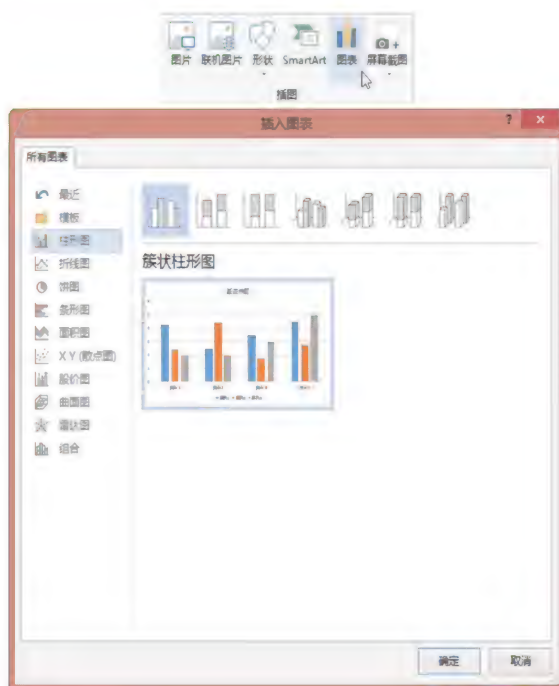 图片 联机图片 形状 SmartArt 图表 屏幕截图
插图
插入图表 ? ×
所有图表
最近
模板
柱形图
折线图
饼图
条形图
面积图
X Y (散点图)
股价图
曲面图
雷达图
组合
簇状柱形图
确定 取消